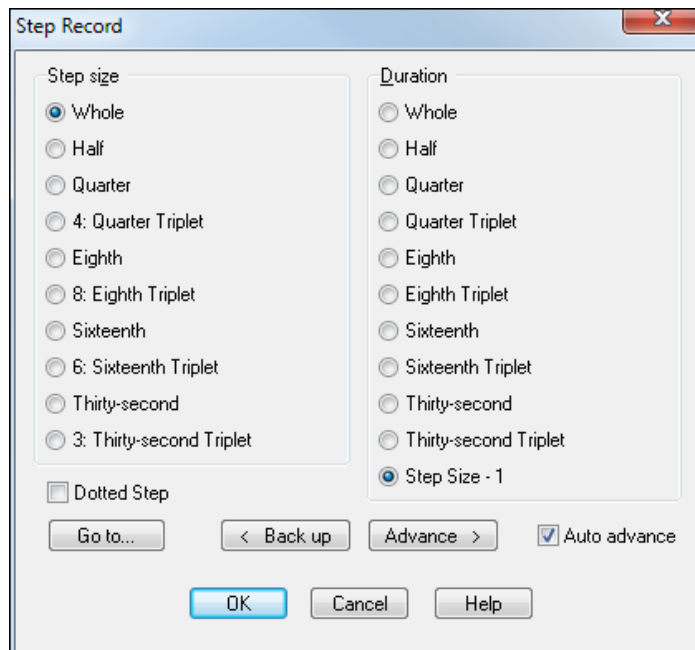 Step Record
Step size
Whole
Half
Quarter
4: Quarter Triplet
Eighth
8: Eighth Triplet
Sixteenth
6: Sixteenth Triplet
Thirty-second
3: Thirty-second Triplet
Dotted Step
Duration
Whole
Half
Quarter
Quarter Triplet
Eighth
Eighth Triplet
Sixteenth
Sixteenth Triplet
Thirty-second
Thirty-second Triplet
Step Size - 1
Go to... < Back up Advance > Auto advance
OK Cancel Help